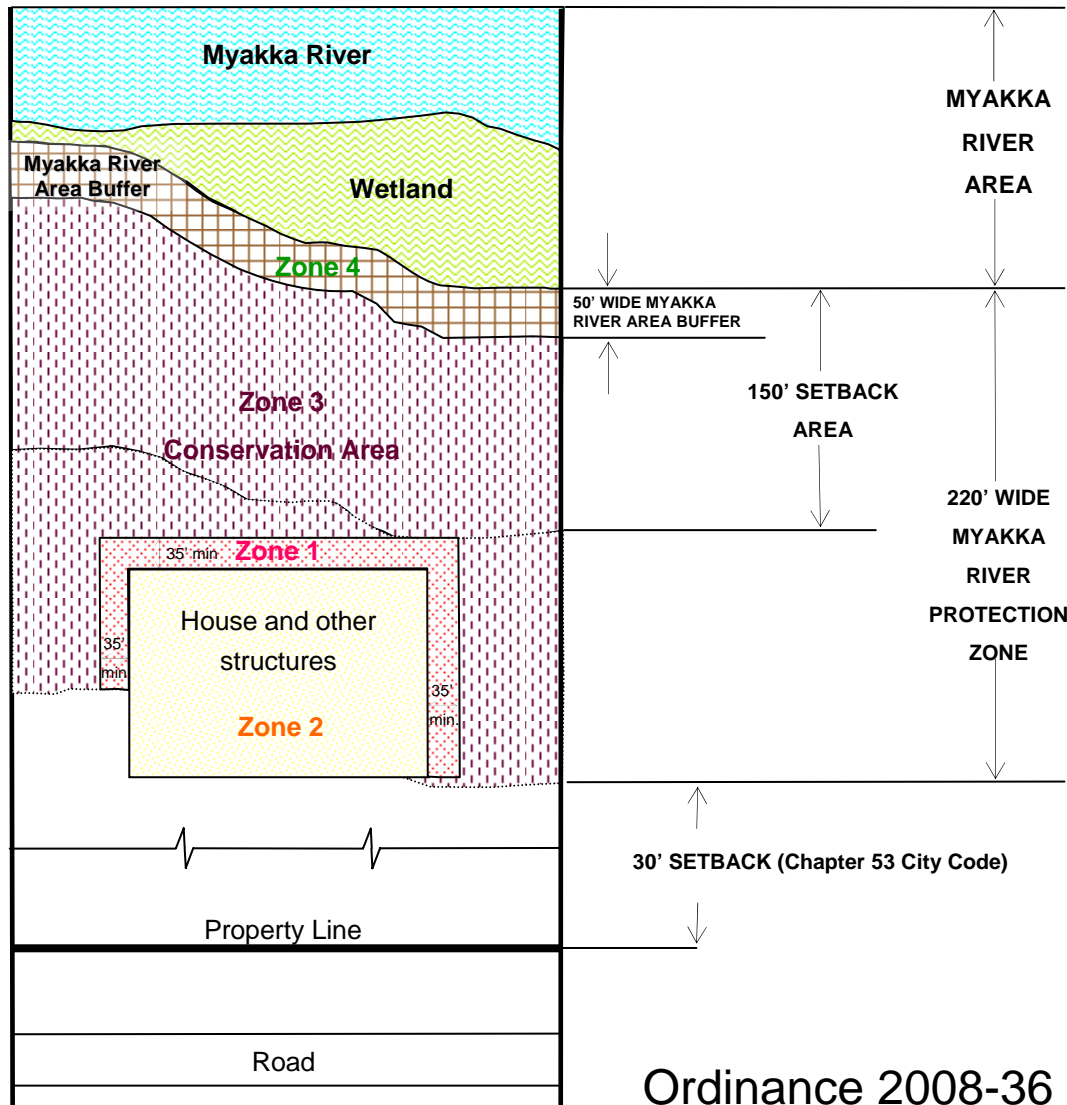 Myakka River
Myakka River
Area Buffer
Wetland
Zone 4
Zone 3
Conservation Area
35' min
Zone 1
House and other
structures
35'
min
35'
min.
Zone 2
Property Line
Road
MYAKKA
RIVER
AREA
50' WIDE MYAKKA
RIVER AREA BUFFER
150' SETBACK
AREA
220' WIDE
MYAKKA
RIVER
PROTECTION
ZONE
30' SETBACK (Chapter 53 City Code)
Ordinance 2008-36